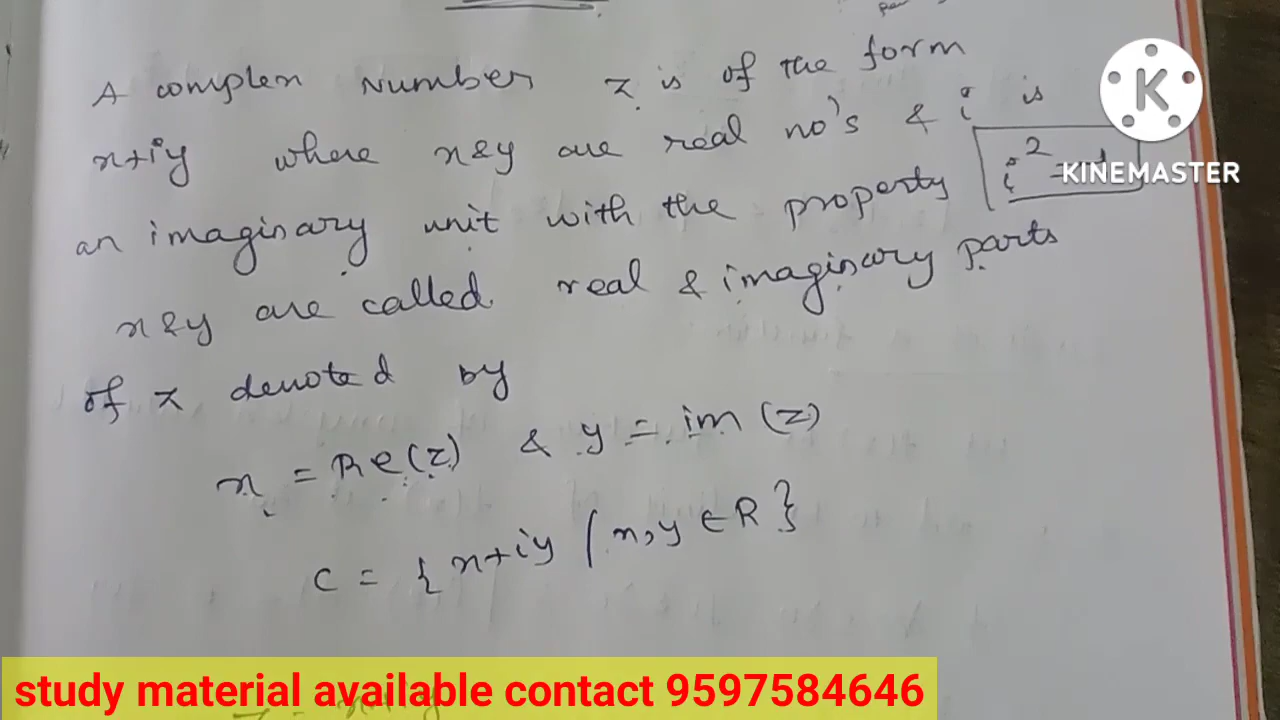 A complex Number z is of the form
x+iy where x&y are real no's & i is
an imaginary unit with the property i²
x&y are called real & imaginary parts
of z denoted by
x = Re(z) & y = im(z)
C = {x+iy / x,y ∈ R}
KINEMASTER
study material available contact 9597584646